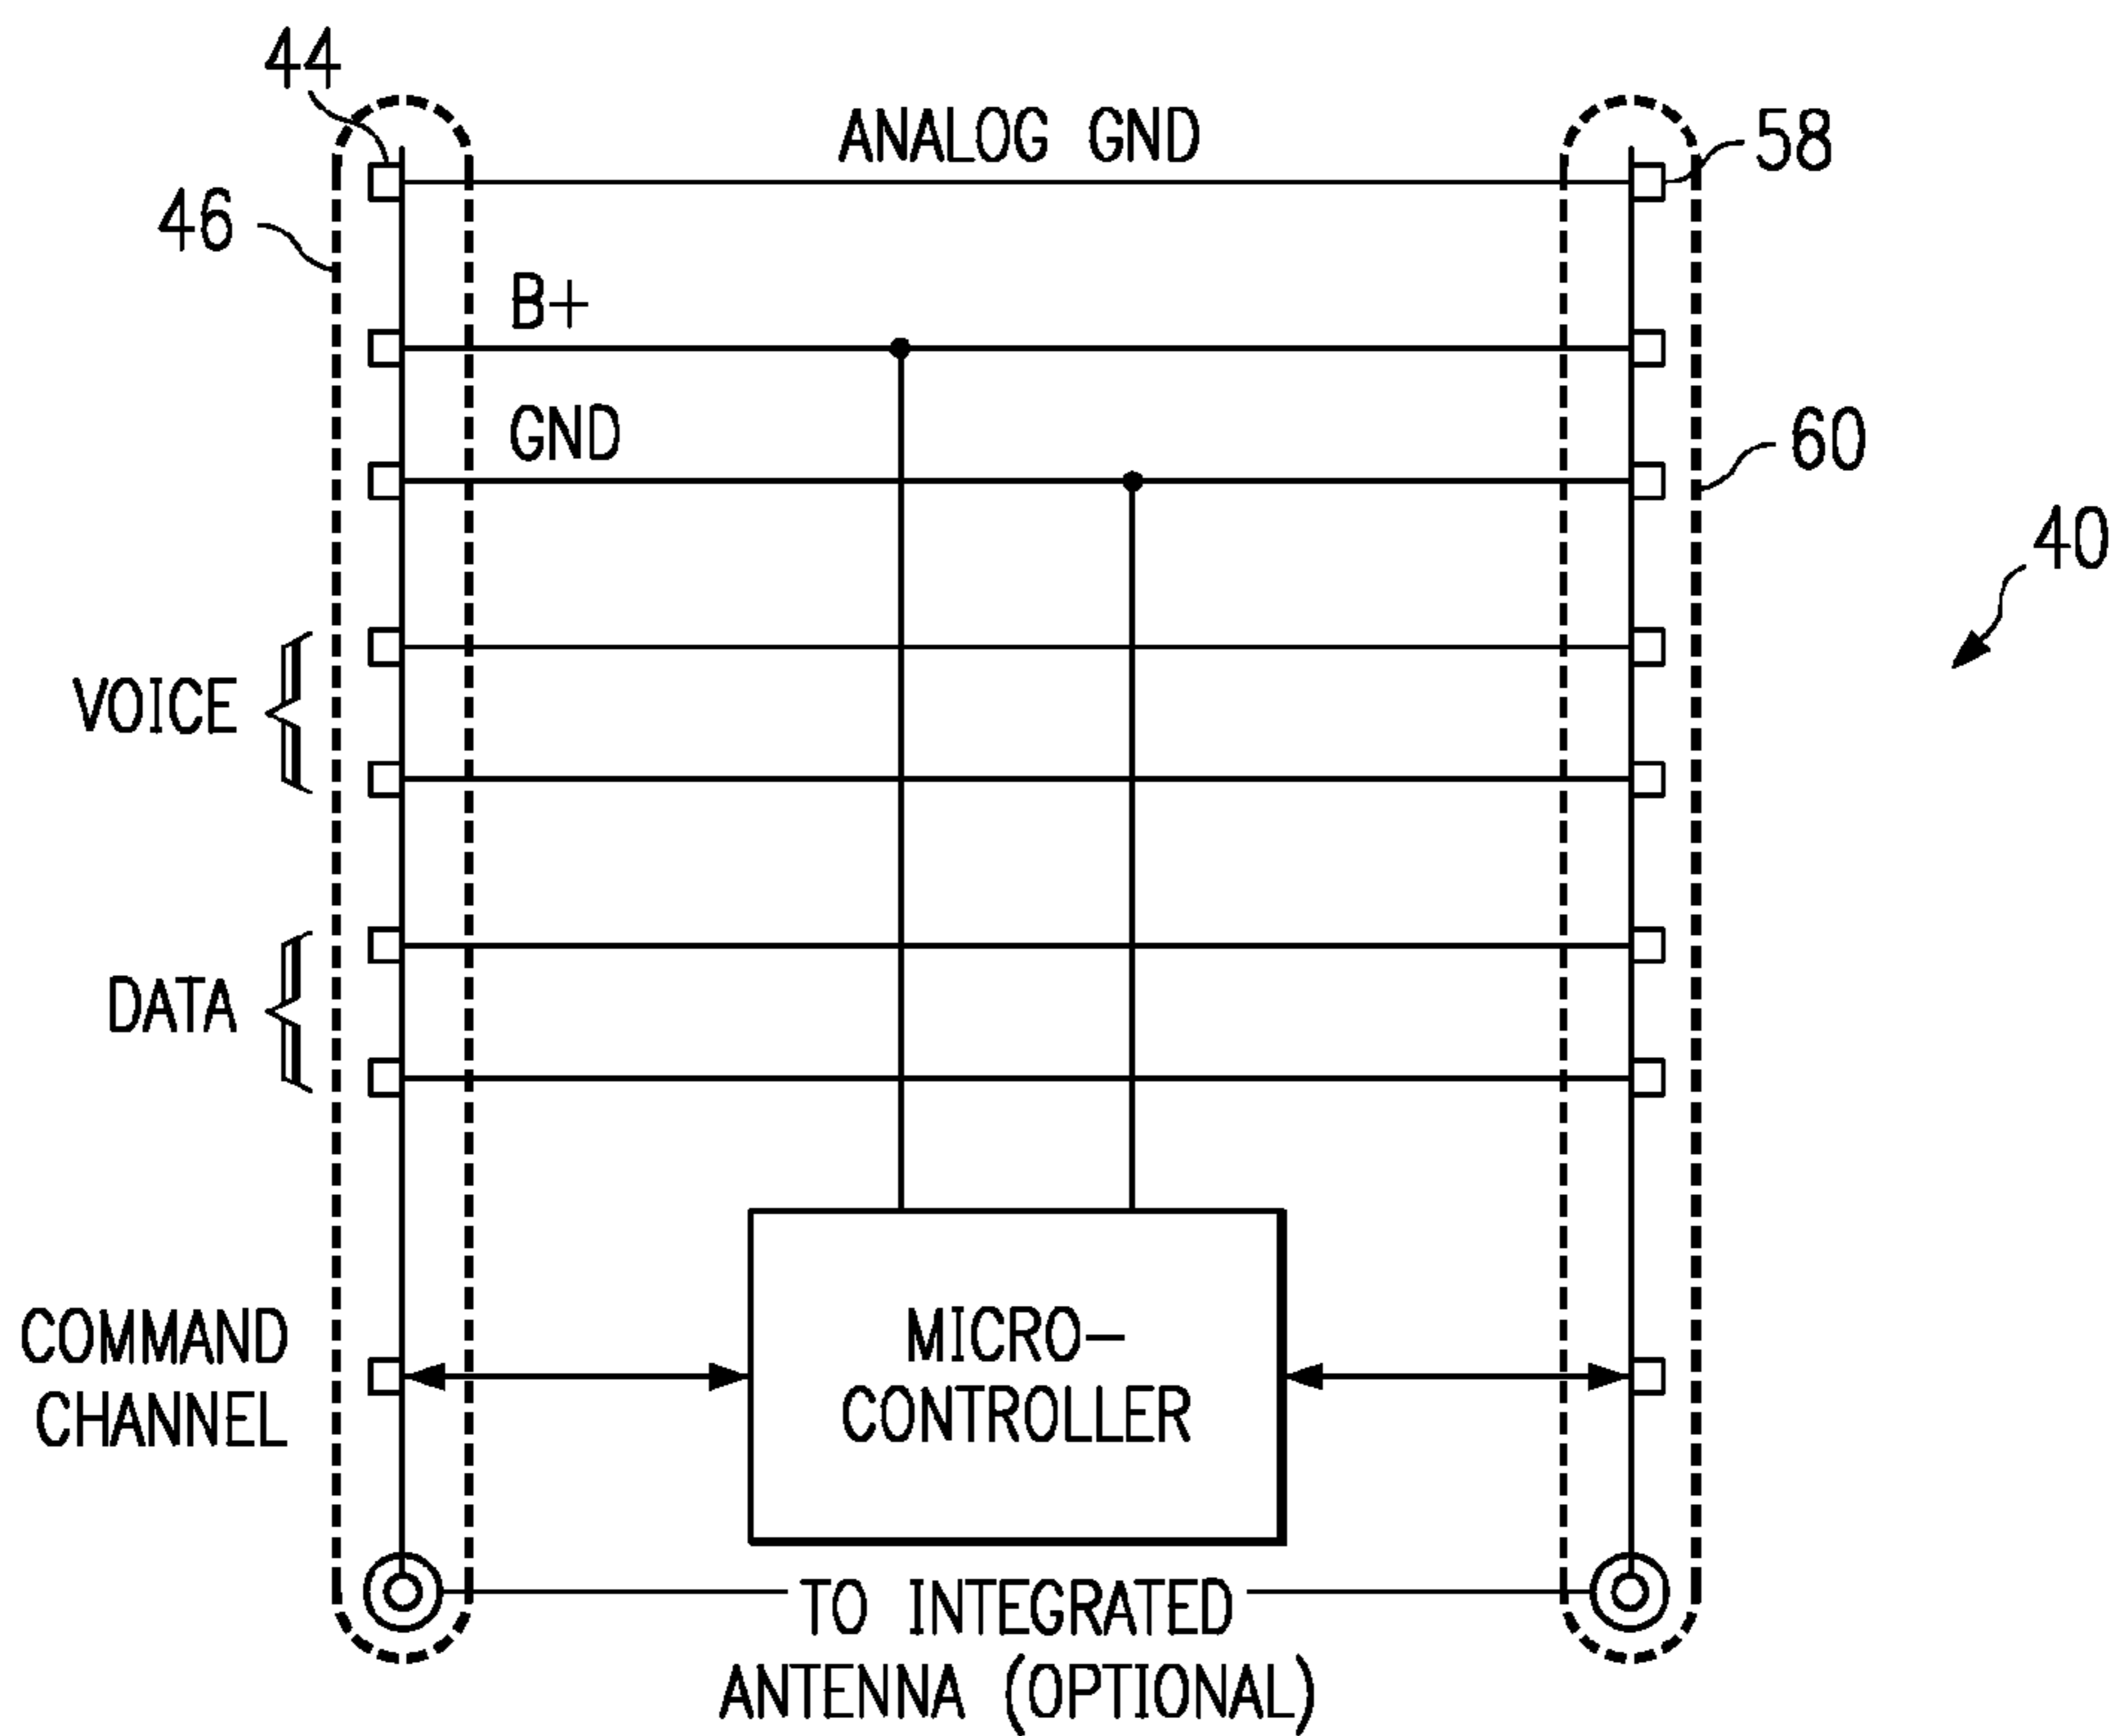 44
ANALOG GND
58
46
B+
GND
60
40
VOICE
DATA
COMMAND
CHANNEL
MICRO-
CONTROLLER
TO INTEGRATED
ANTENNA (OPTIONAL)